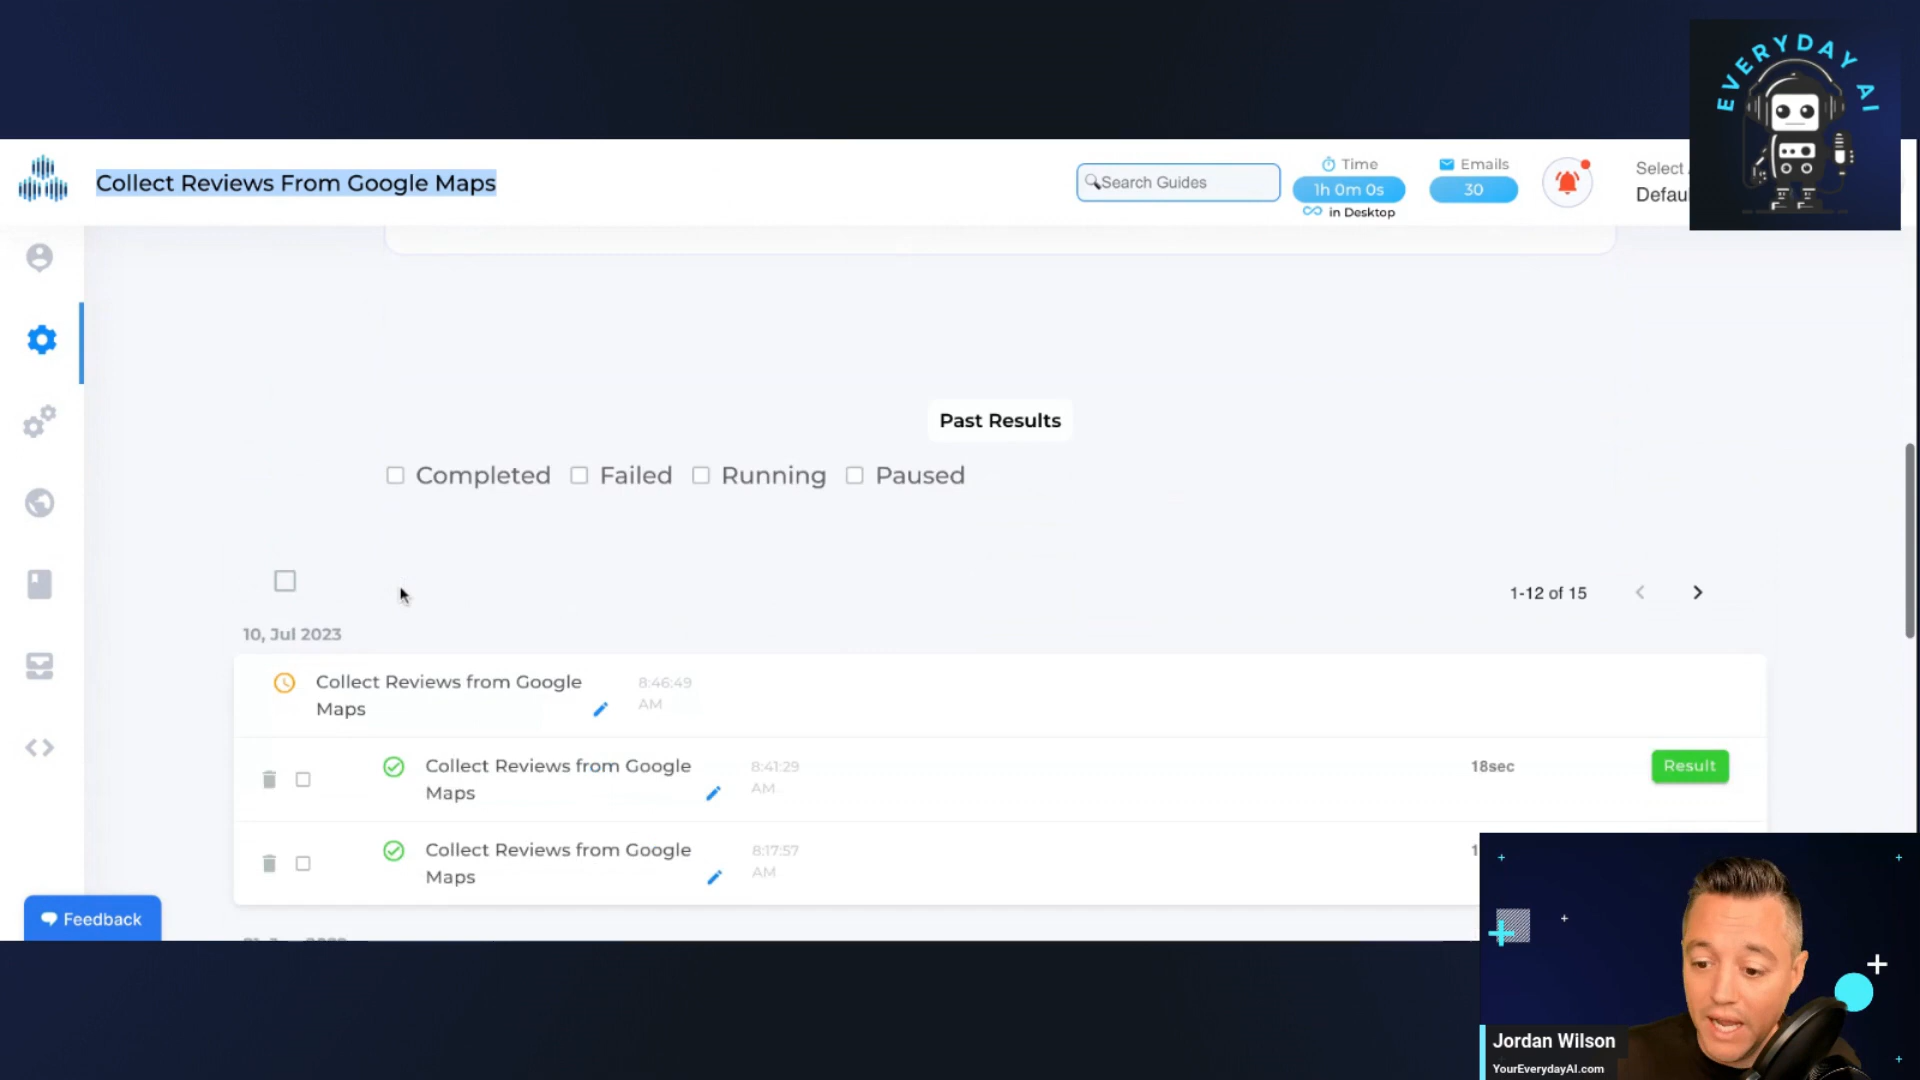 EVERYDAY AI
Collect Reviews From Google Maps
Search Guides
Time
1h 0m 0s
in Desktop
Emails
30
Select
Defau
Past Results
Completed
Failed
Running
Paused
1-12 of 15
10, Jul 2023
Collect Reviews from Google
Maps
8:46:49
AM
Collect Reviews from Google
Maps
8:41:29
AM
18sec
Result
Collect Reviews from Google
Maps
8:17:57
AM
1
Feedback
Jordan Wilson
YourEverydayAI.com